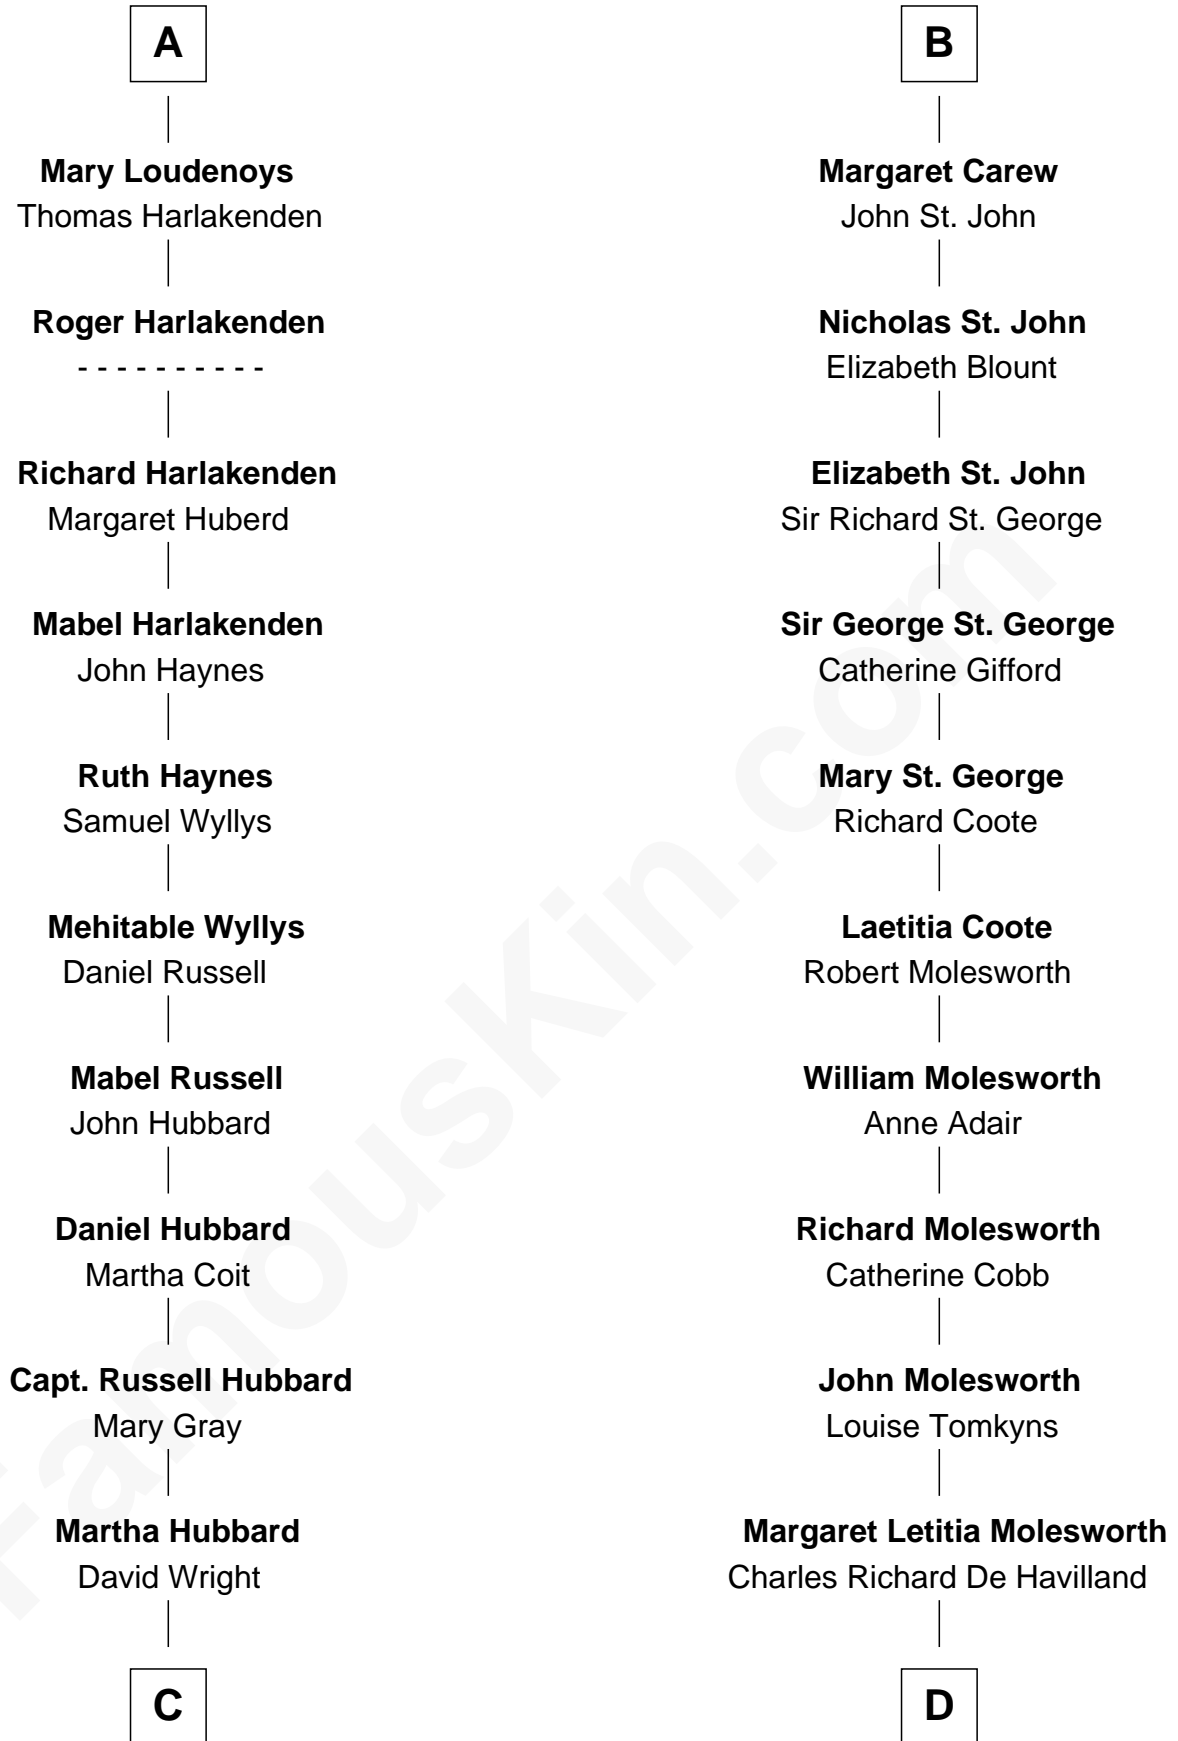 A
Mary Loudenoys
Thomas Harlakenden
Roger Harlakenden
- - - - - - - - - -
Richard Harlakenden
Margaret Huberd
Mabel Harlakenden
John Haynes
Ruth Haynes
Samuel Wyllys
Mehitable Wyllys
Daniel Russell
Mabel Russell
John Hubbard
Daniel Hubbard
Martha Coit
Capt. Russell Hubbard
Mary Gray
Martha Hubbard
David Wright
C
B
Margaret Carew
John St. John
Nicholas St. John
Elizabeth Blount
Elizabeth St. John
Sir Richard St. George
Sir George St. George
Catherine Gifford
Mary St. George
Richard Coote
Laetitia Coote
Robert Molesworth
William Molesworth
Anne Adair
Richard Molesworth
Catherine Cobb
John Molesworth
Louise Tomkyns
Margaret Letitia Molesworth
Charles Richard De Havilland
D
FamousKin.com